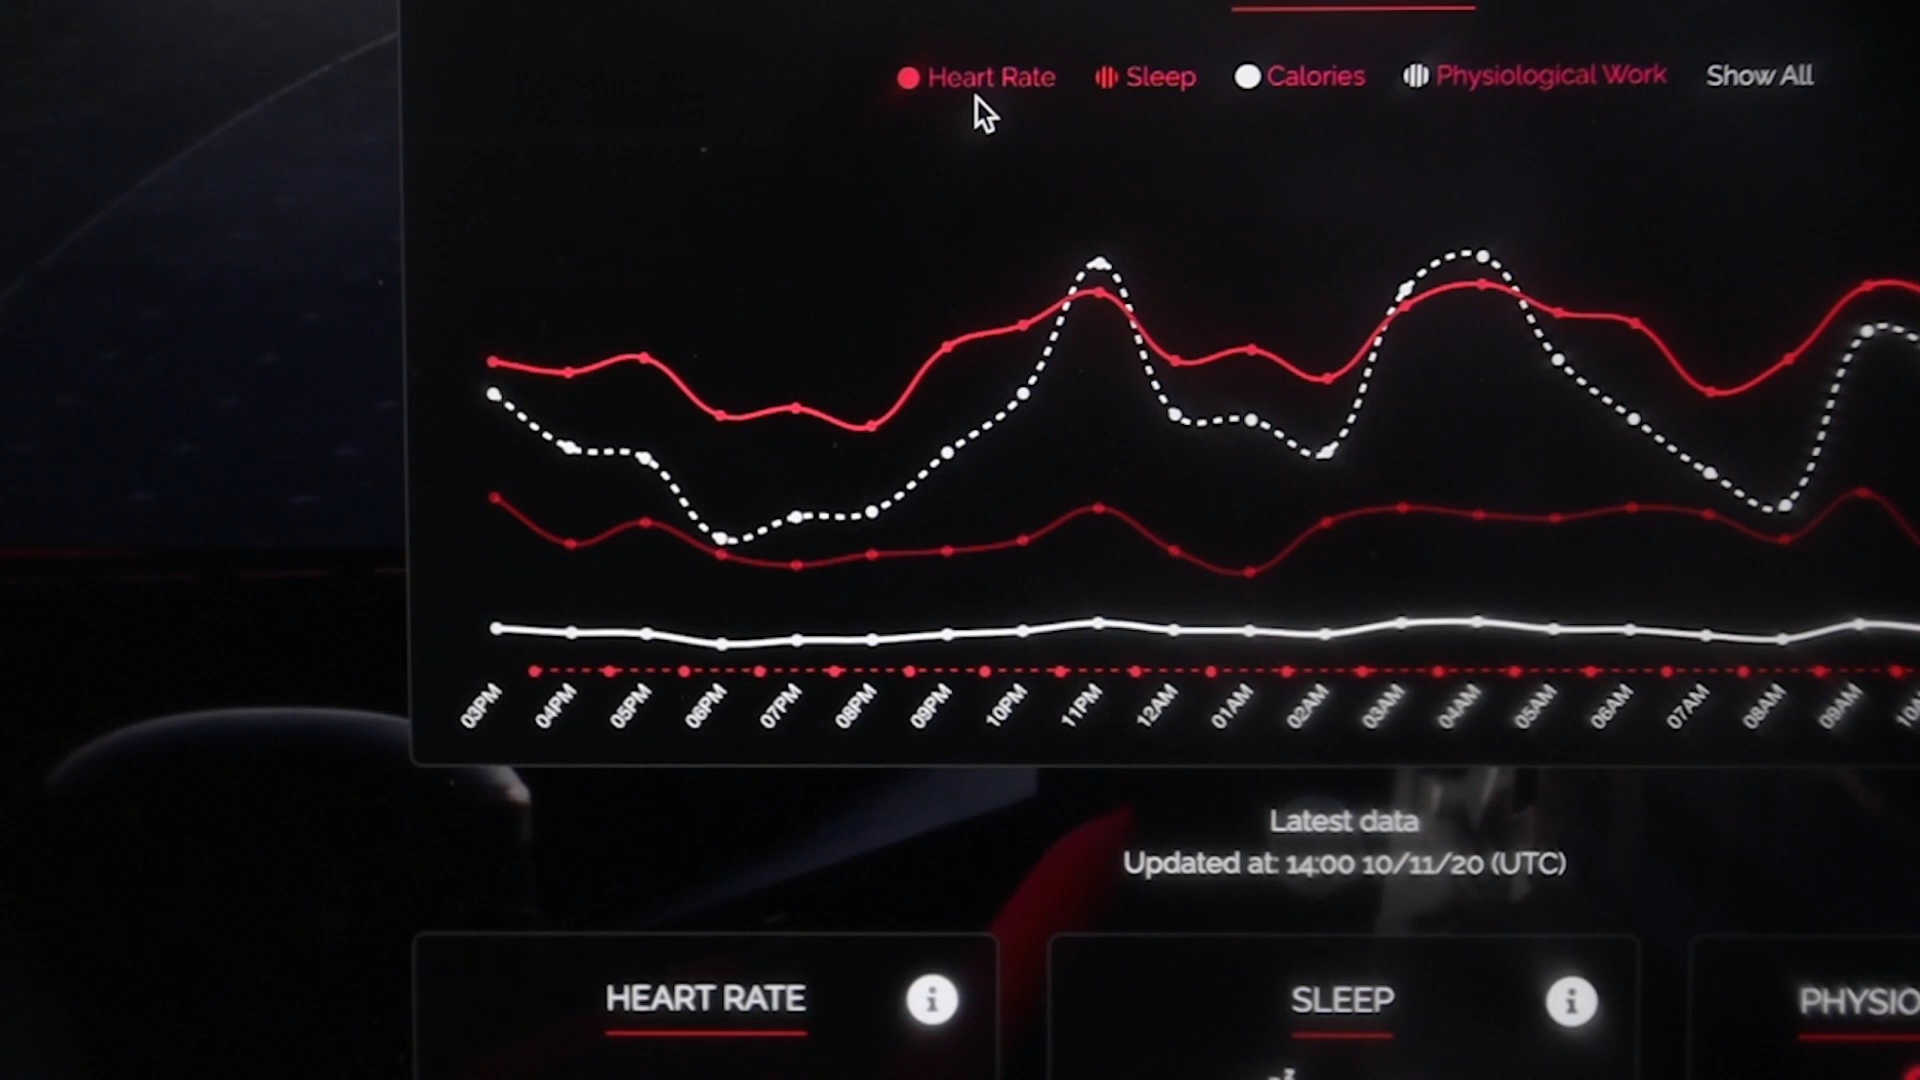 Heart Rate Sleep Calories Physiological Work Show All
03PM 04PM 05PM 06PM 07PM 08PM 09PM 10PM 11PM 12AM 01AM 02AM 03AM 04AM 05AM 06AM 07AM 08AM 09AM
Latest data
Updated at: 14:00 10/11/20 (UTC)
HEART RATE i SLEEP i PHYSIO